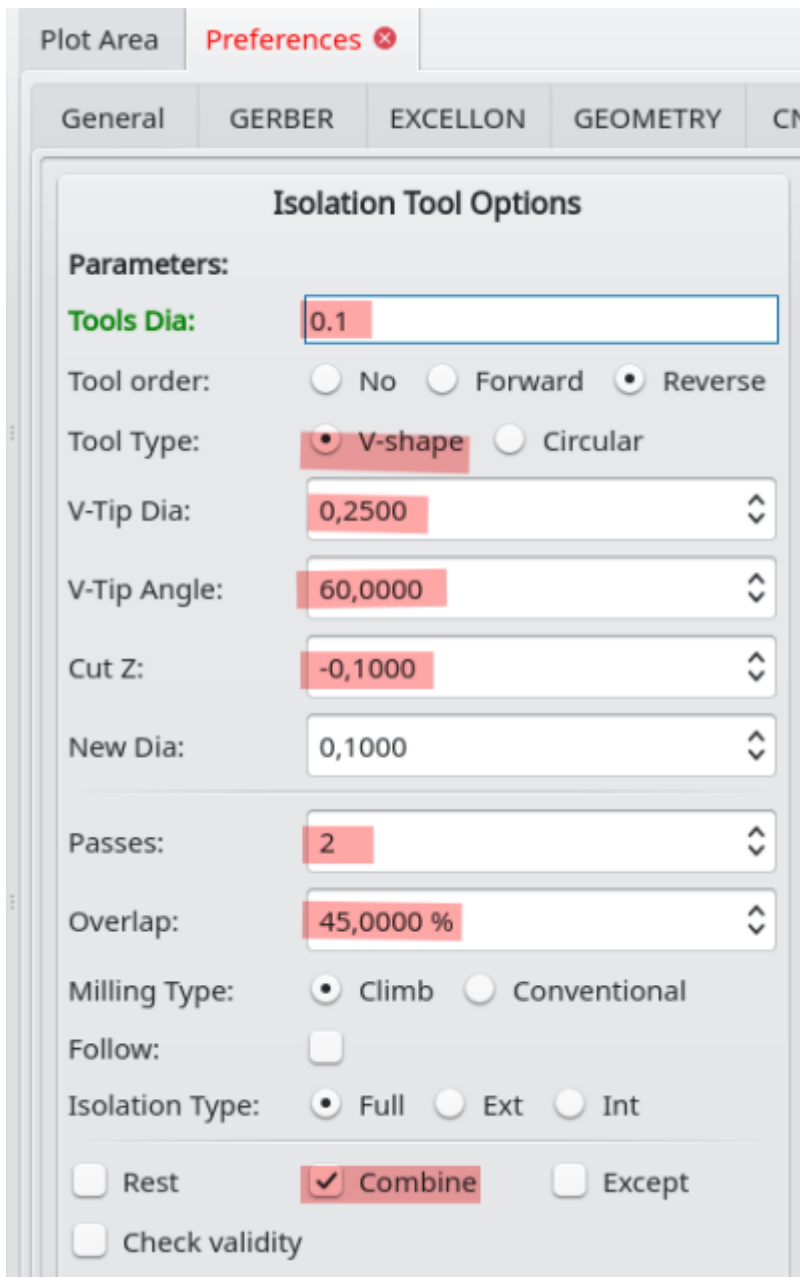 Plot Area Preferences
General GERBER EXCELLON GEOMETRY CN
Isolation Tool Options
Parameters:
Tools Dia: 0.1
Tool order: No Forward Reverse
Tool Type: V-shape Circular
V-Tip Dia: 0,2500
V-Tip Angle: 60,0000
Cut Z: -0,1000
New Dia: 0,1000
Passes: 2
Overlap: 45,0000 %
Milling Type: Climb Conventional
Follow:
Isolation Type: Full Ext Int
Rest Combine Except
Check validity